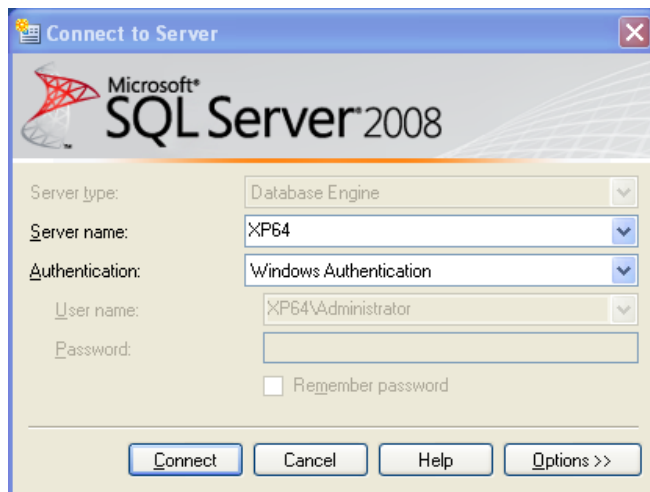 Connect to Server
Microsoft®
SQL Server® 2008
Server type: Database Engine
Server name: XP64
Authentication: Windows Authentication
User name: XP64\Administrator
Password:
Remember password
Connect Cancel Help Options >>